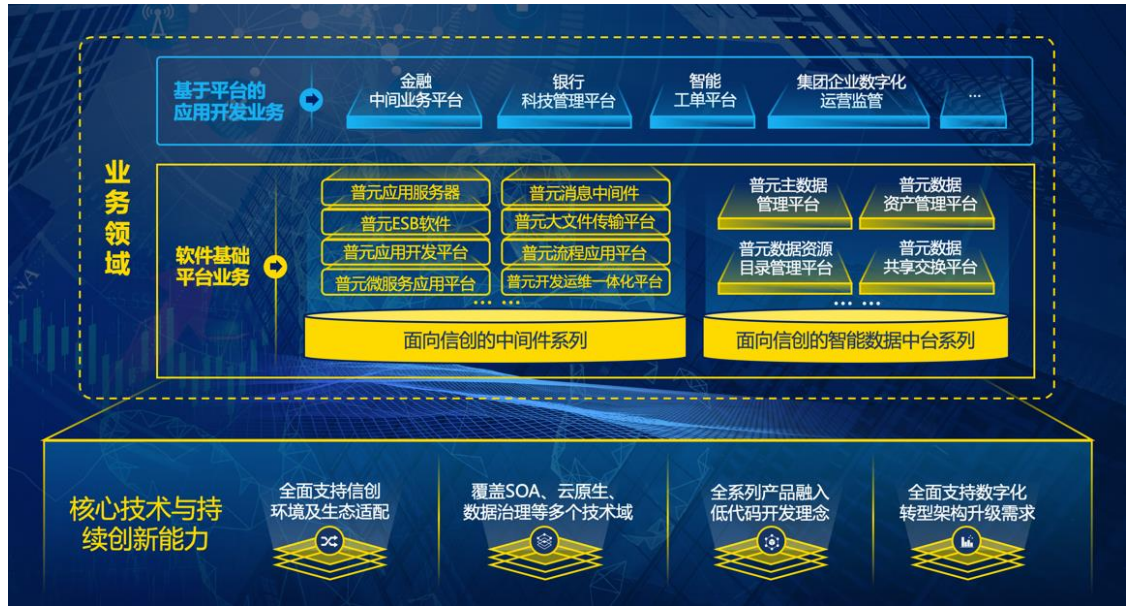 业务领域
基于平台的
应用开发业务
金融
中间业务平台
银行
科技管理平台
智能
工单平台
集团企业数字化
运营监管
...
软件基础
平台业务
普元应用服务器
普元消息中间件
普元ESB软件
普元大文件传输平台
普元应用开发平台
普元流程应用平台
普元微服务应用平台
普元开发运维一体化平台
... ...
面向信创的中间件系列
普元主数据
管理平台
普元数据
资产管理平台
普元数据资源
目录管理平台
普元数据
共享交换平台
... ...
面向信创的智能数据中台系列
核心技术与持
续创新能力
全面支持信创
环境及生态适配
覆盖SOA、云原生、
数据治理等多个技术域
全系列产品融入
低代码开发理念
全面支持数字化
转型架构升级需求